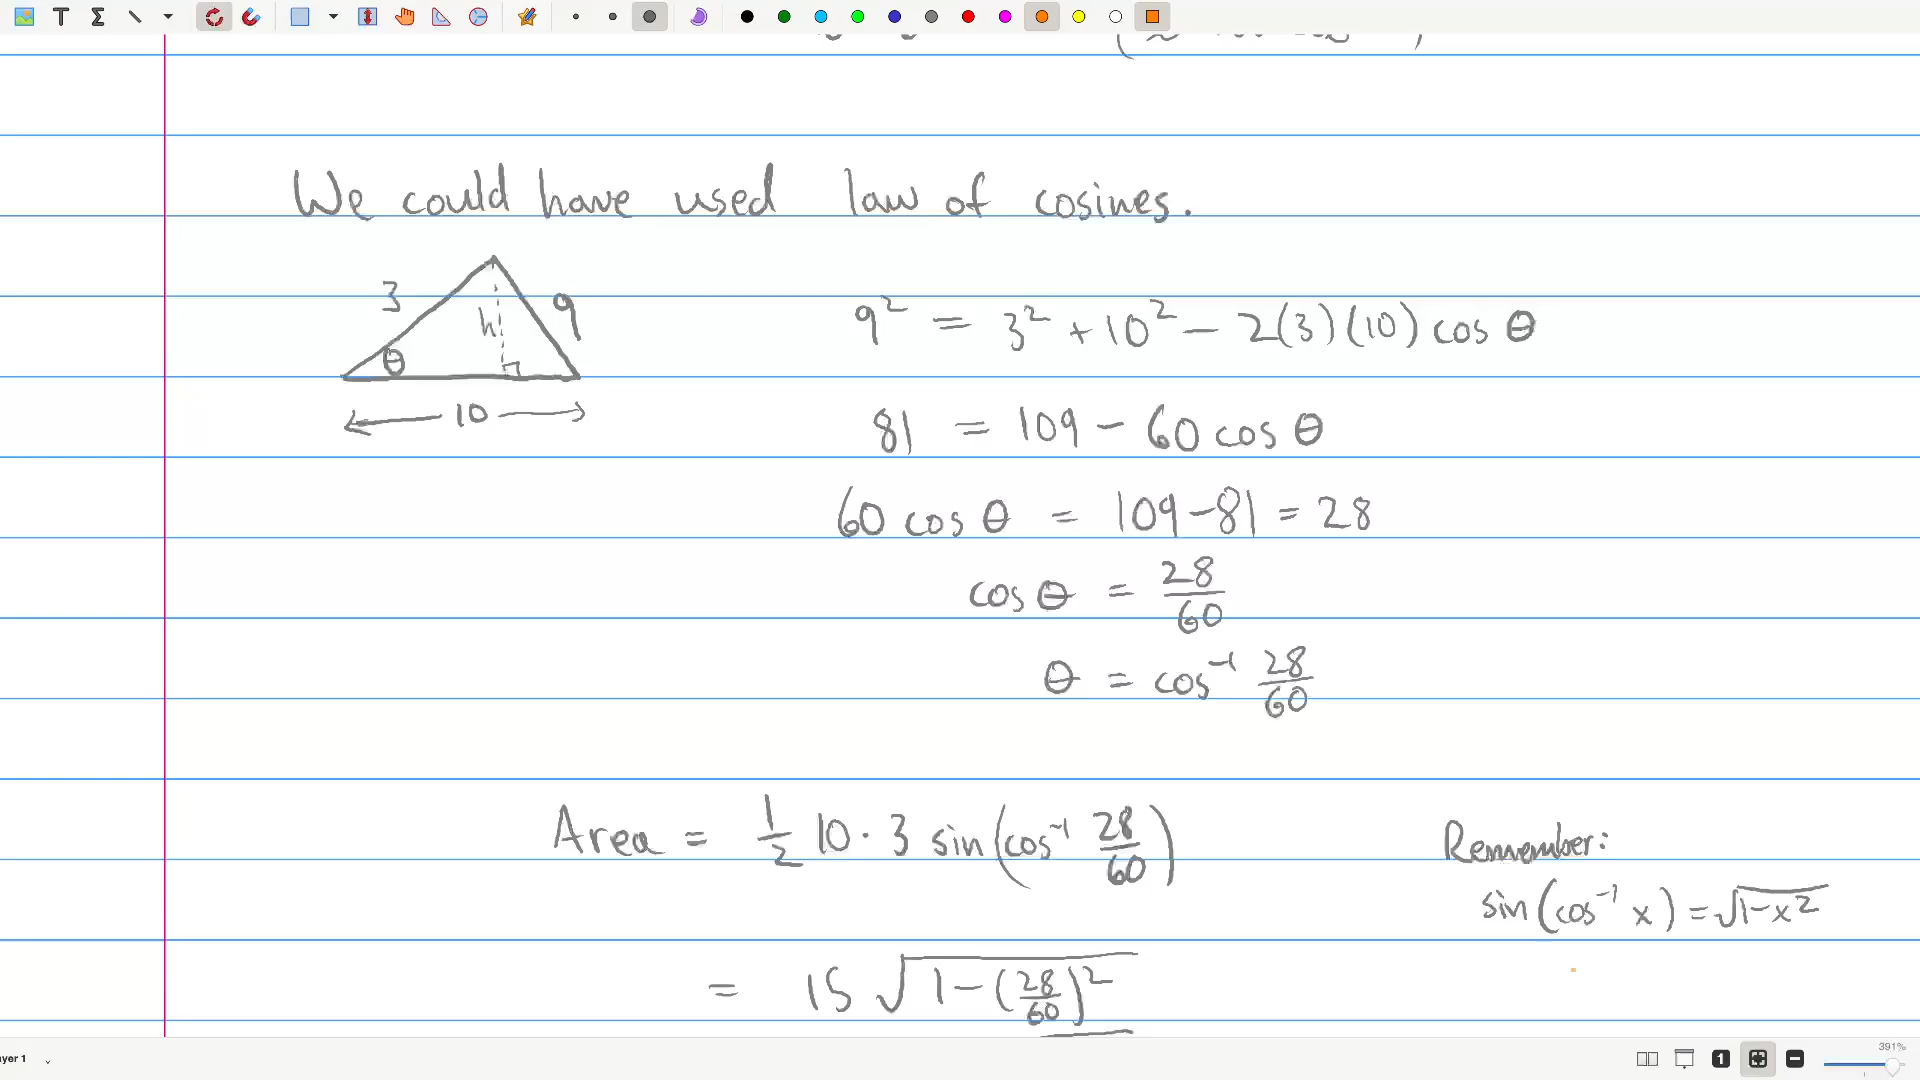 T Σ
We could have used law of cosines.
3
h
9
θ
10
9² = 3² + 10² - 2(3)(10) cos θ
81 = 109 - 60 cos θ
60 cos θ = 109 - 81 = 28
cos θ = 28/60
θ = cos⁻¹ 28/60
Area = 1/2 10 · 3 sin(cos⁻¹ 28/60)
Remember:
sin(cos⁻¹ x) = √(1-x²)
= 15 √(1-(28/60)²)
ayer 1
1
391%